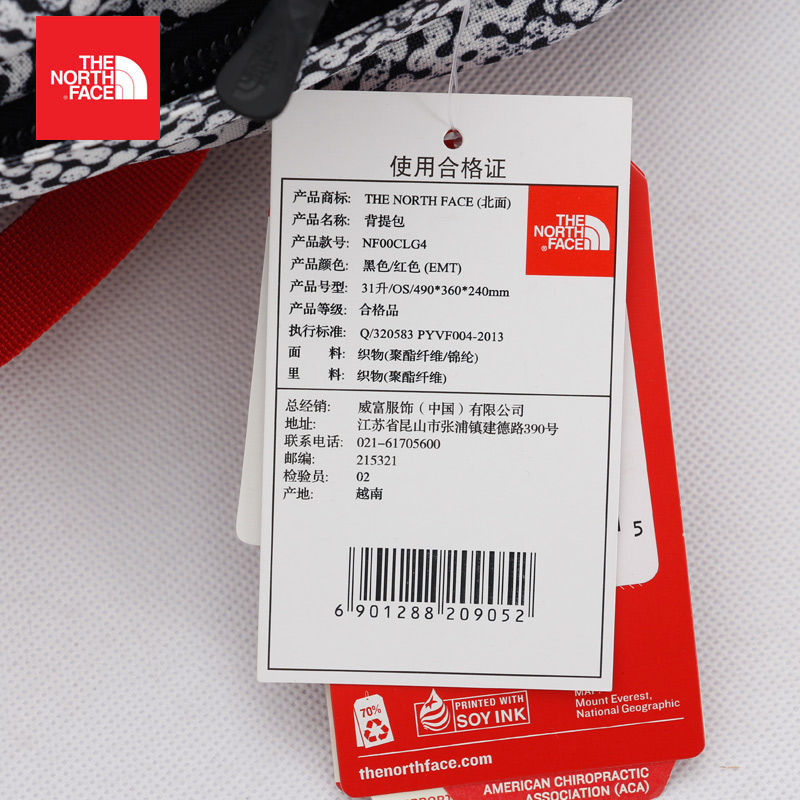 THE
NORTH
FACE
使用合格证
产品商标: THE NORTH FACE (北面)
产品名称: 背提包
产品款号: NF00CLG4
产品颜色: 黑色/红色 (EMT)
产品号型: 31升/OS/490*360*240mm
产品等级: 合格品
执行标准: Q/320583 PYVF004-2013
面 料: 织物(聚酯纤维/锦纶)
里 料: 织物(聚酯纤维)
THE
NORTH
FACE
总经销: 威富服饰（中国）有限公司
地址: 江苏省昆山市张浦镇建德路390号
联系电话: 021-61705600
邮编: 215321
检验员: 02
产地: 越南
6 901288 209052
5
70%
PRINTED WITH
SOY INK
MAP:
Mount Everest,
National Geographic
thenorthface.com
AMERICAN CHIROPRACTIC
ASSOCIATION (ACA)